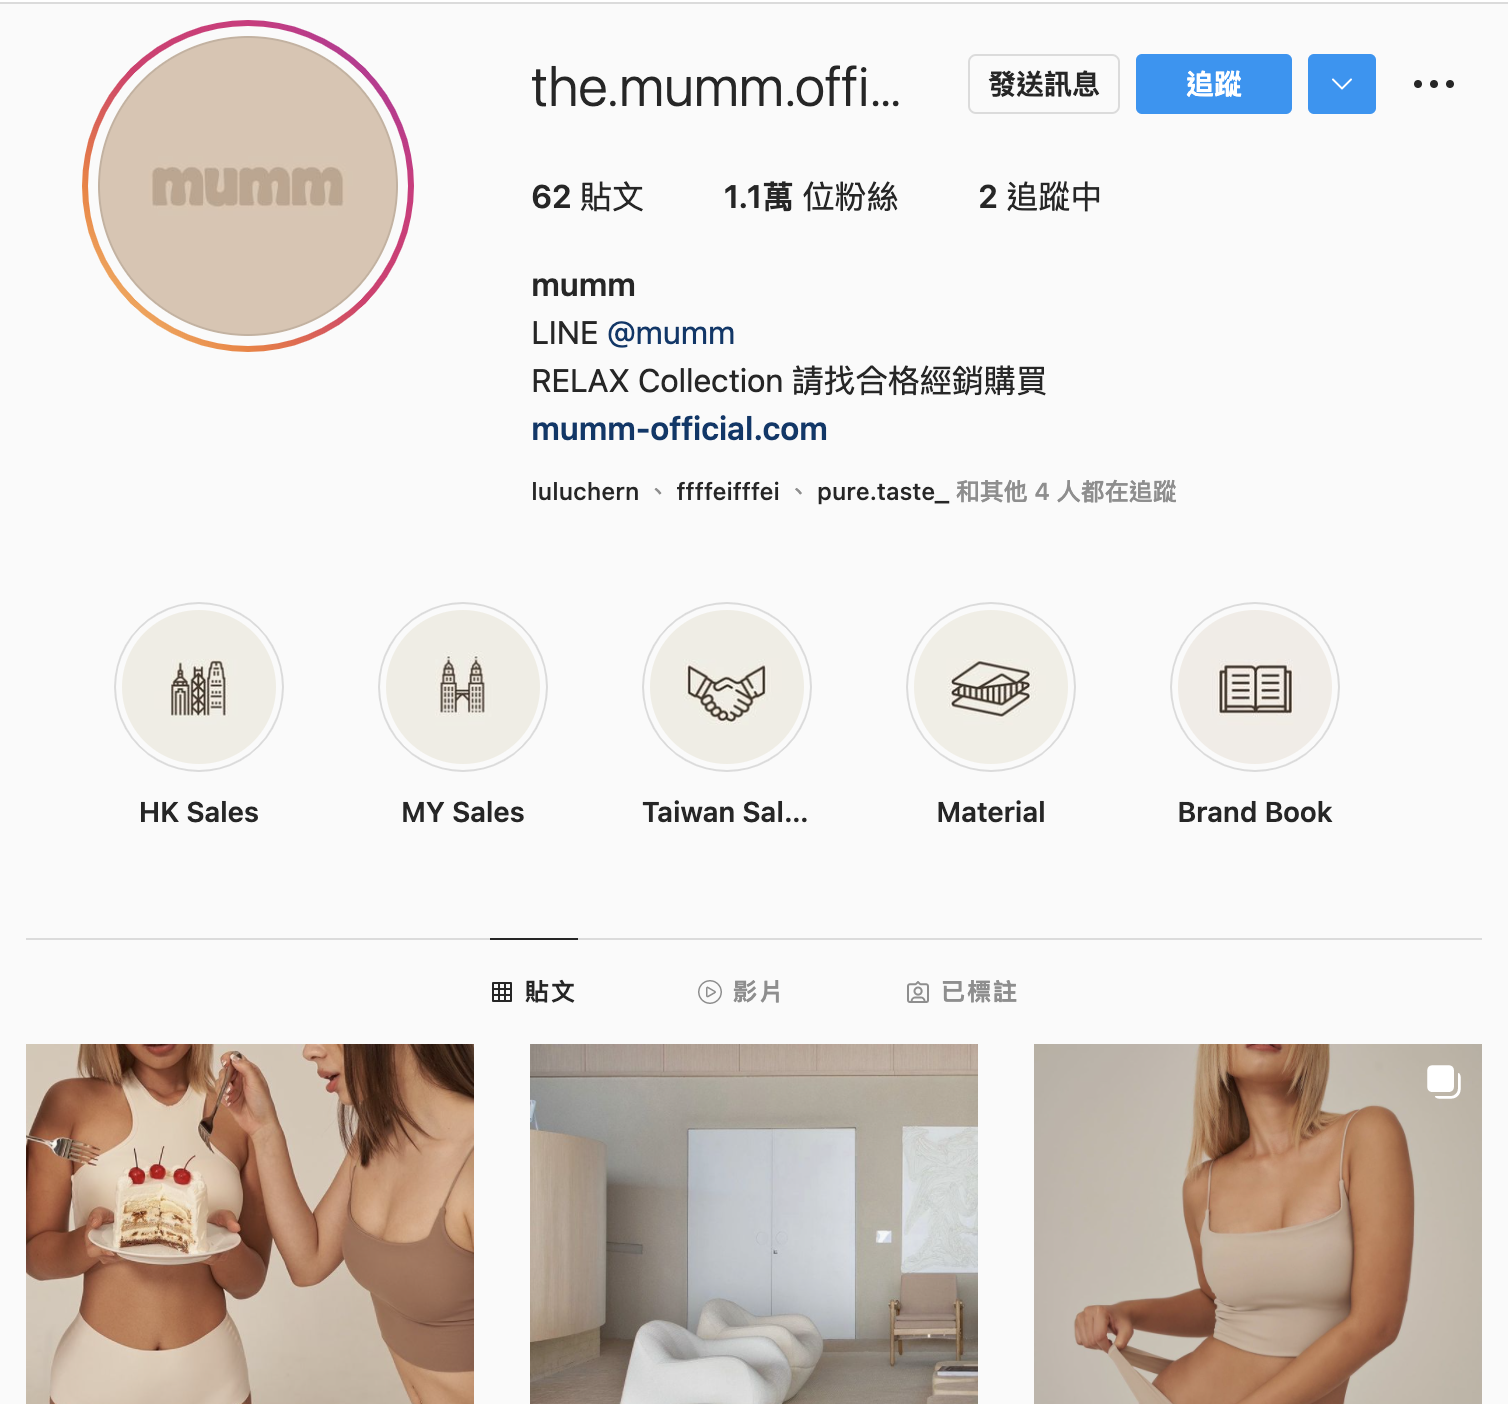 mumm
the.mumm.offi...
發送訊息
追蹤
62 貼文
1.1萬 位粉絲
2 追蹤中
mumm
LINE @mumm
RELAX Collection 請找合格經銷購買
mumm-official.com
luluchern、ffffeifffei、pure.taste_ 和其他 4 人都在追蹤
HK Sales
MY Sales
Taiwan Sal...
Material
Brand Book
貼文
影片
已標註